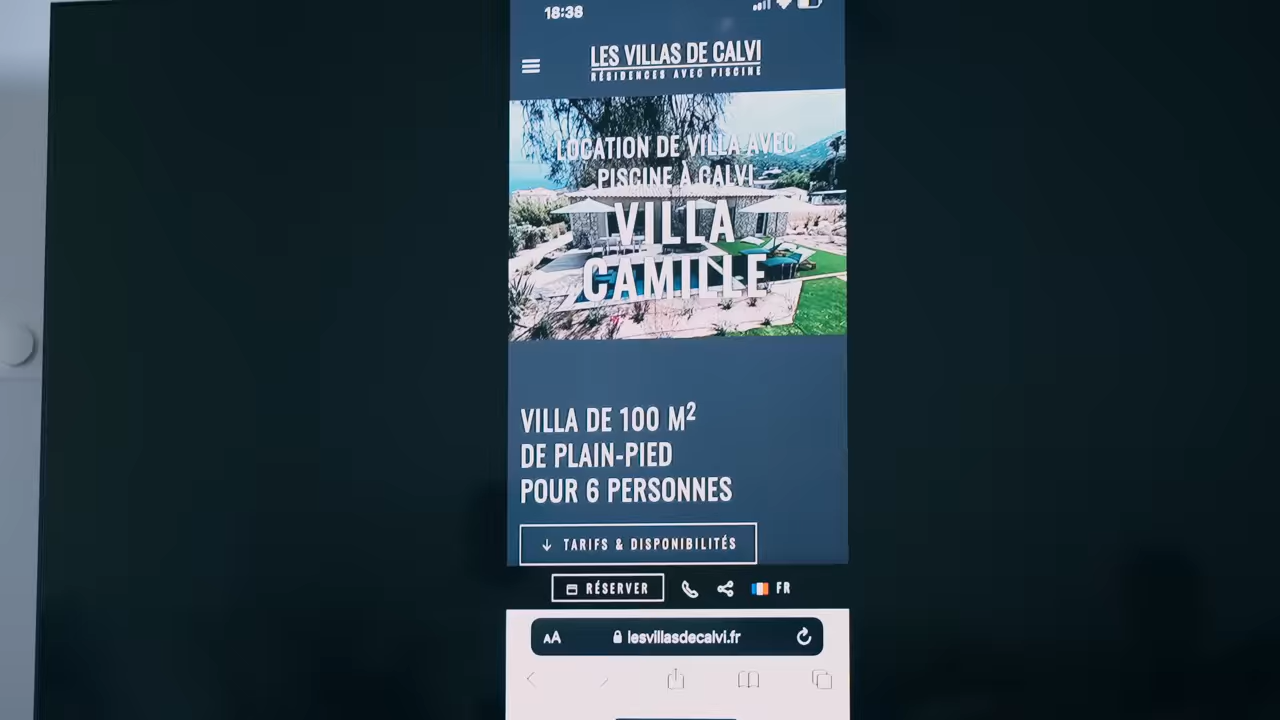 18:38
LES VILLAS DE CALVI
RÉSIDENCES AVEC PISCINE
LOCATION DE VILLA AVEC
PISCINE À CALVI
VILLA
CAMILLE
VILLA DE 100 M²
DE PLAIN-PIED
POUR 6 PERSONNES
↓ TARIFS & DISPONIBILITÉS
RÉSERVER FR
AA lesvillasdecalvi.fr